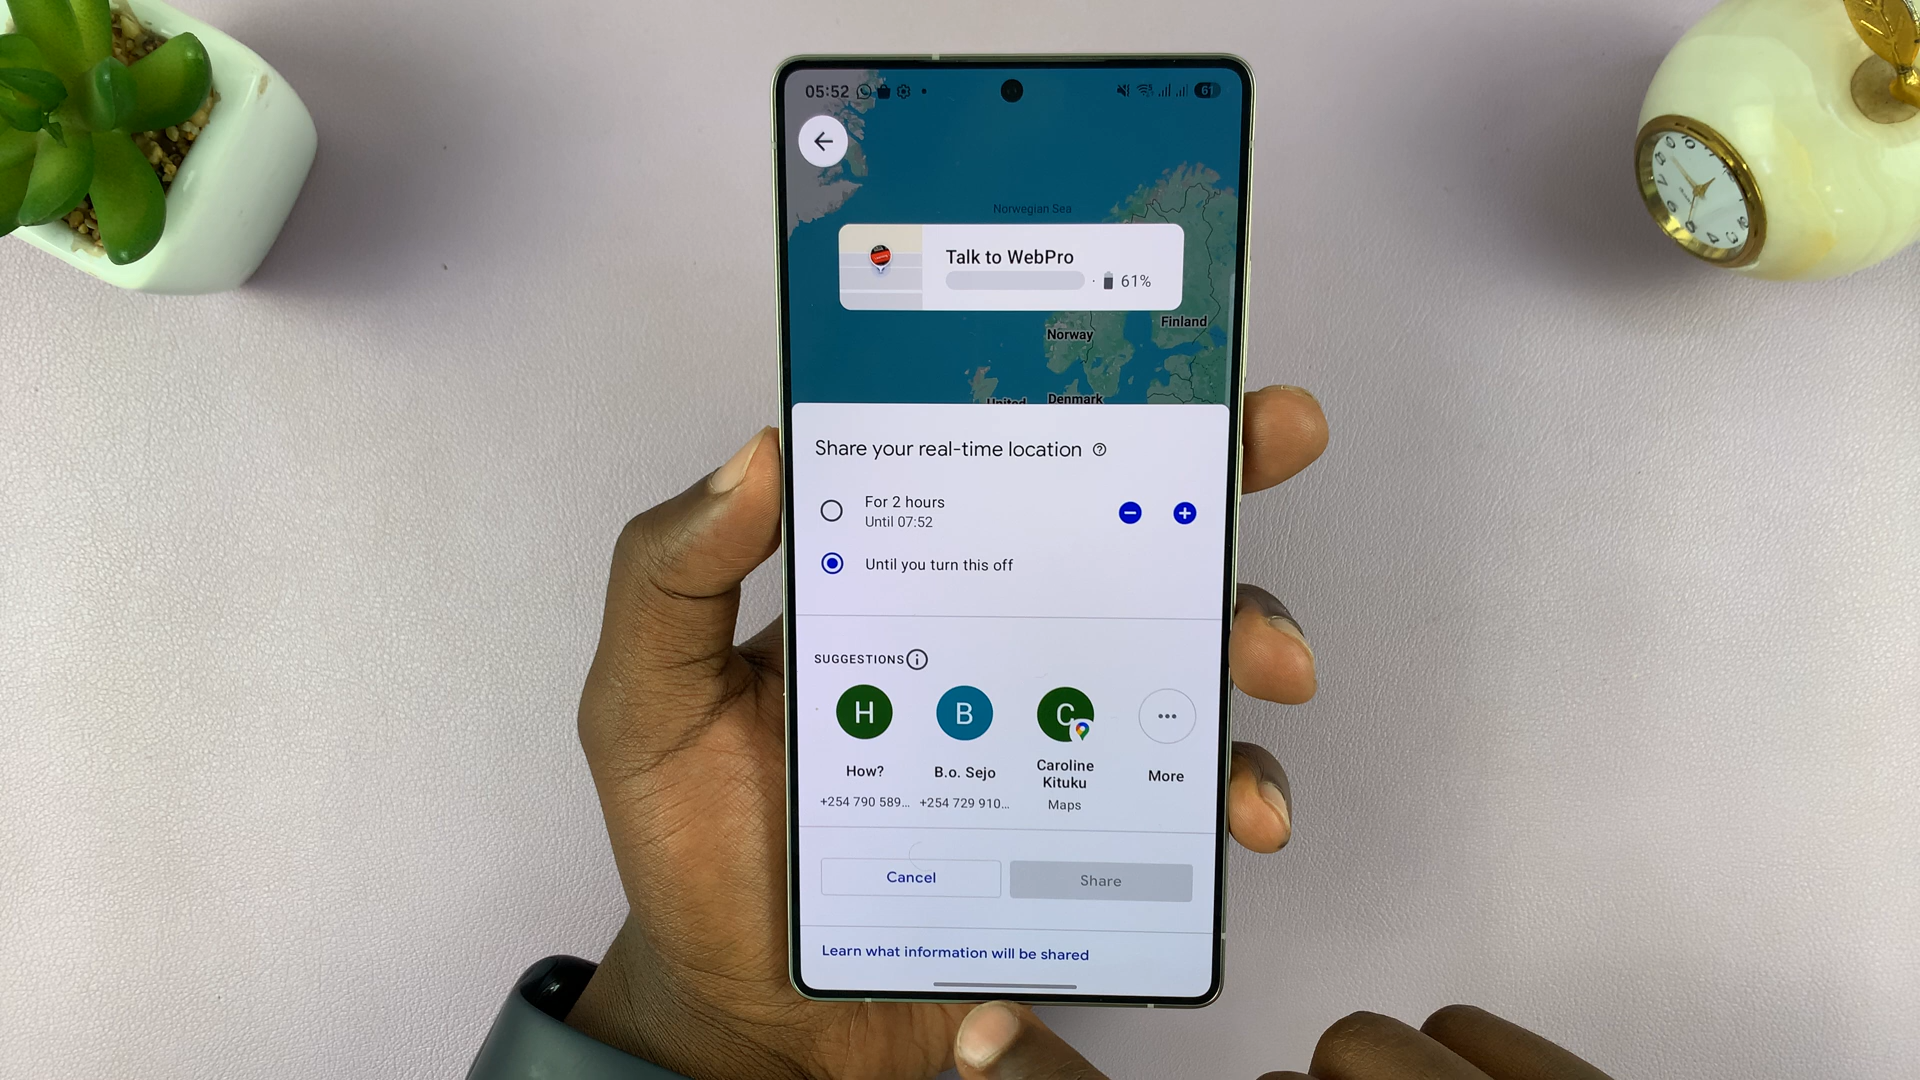 05:52
61
Norwegian Sea
Talk to WebPro
· 61%
Finland
Norway
United
Denmark
Share your real-time location
For 2 hours
Until 07:52
Until you turn this off
SUGGESTIONS
H
B
C
How?
B.o. Sejo
Caroline
Kituku
More
+254 790 589...
+254 729 910...
Maps
Cancel
Share
Learn what information will be shared